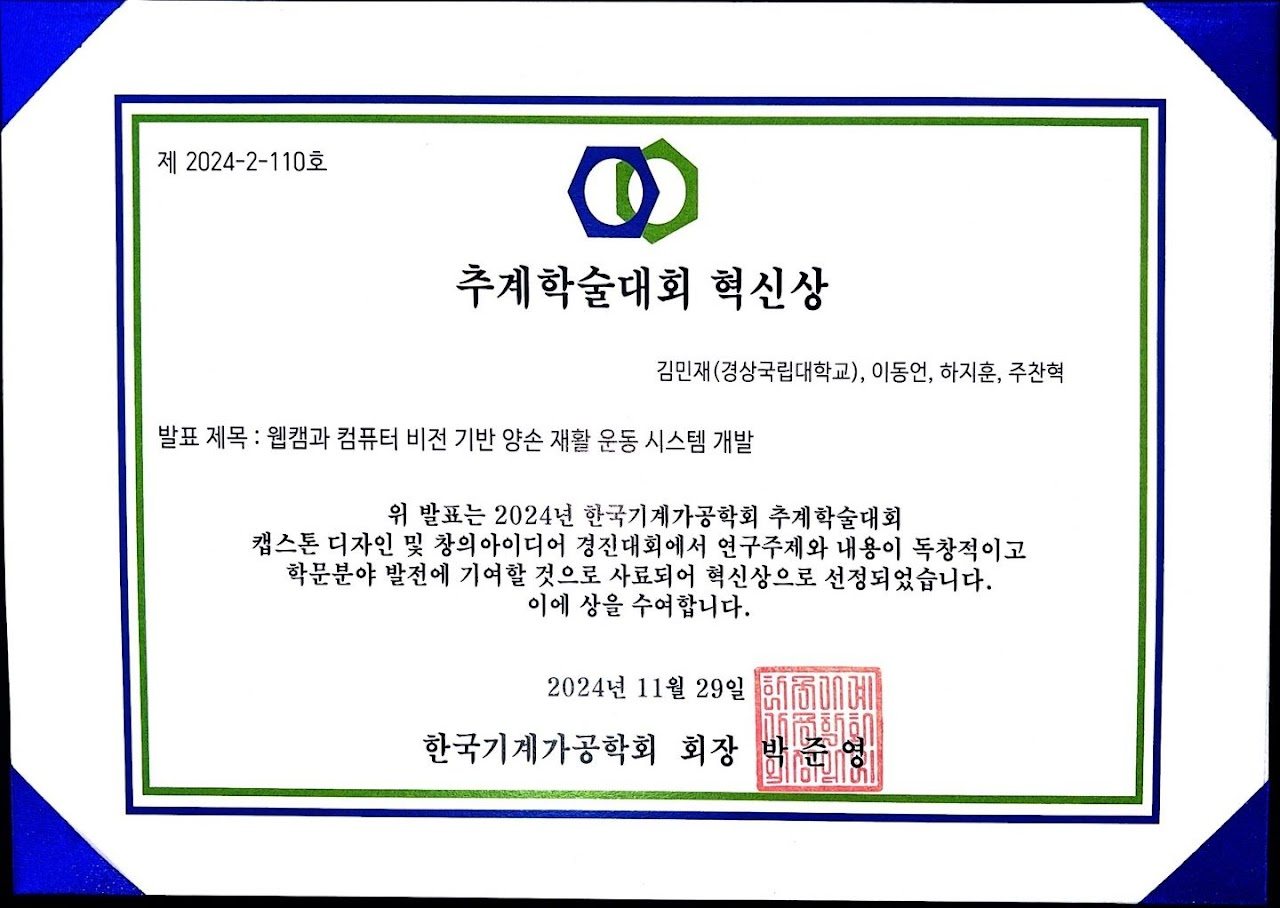 제 2024-2-110호
추계학술대회 혁신상
김민재(경상국립대학교), 이동언, 하지훈, 주찬혁
발표 제목 : 웹캠과 컴퓨터 비전 기반 양손 재활 운동 시스템 개발
위 발표는 2024년 한국기계가공학회 추계학술대회
캡스톤 디자인 및 창의아이디어 경진대회에서 연구주제와 내용이 독창적이고
학문분야 발전에 기여할 것으로 사료되어 혁신상으로 선정되었습니다.
이에 상을 수여합니다.
2024년 11월 29일
한국기계가공학회 회장 박준영